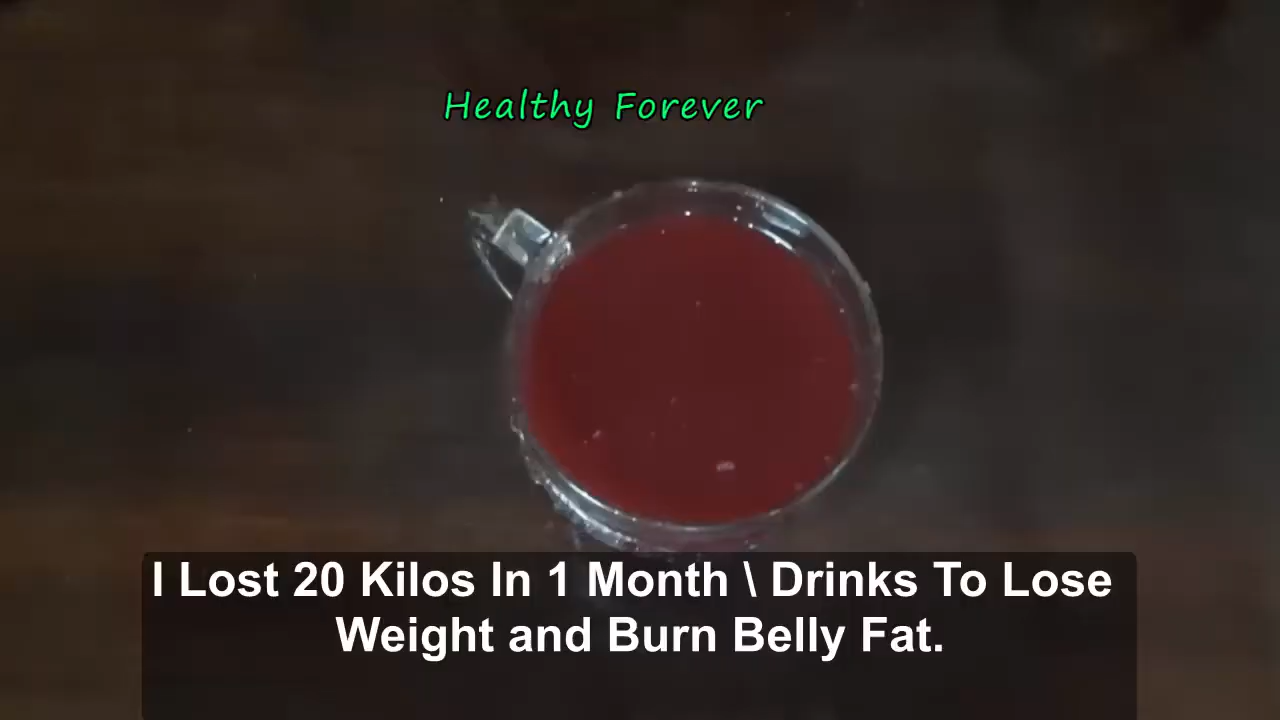 Healthy Forever
I Lost 20 Kilos In 1 Month \ Drinks To Lose
Weight and Burn Belly Fat.